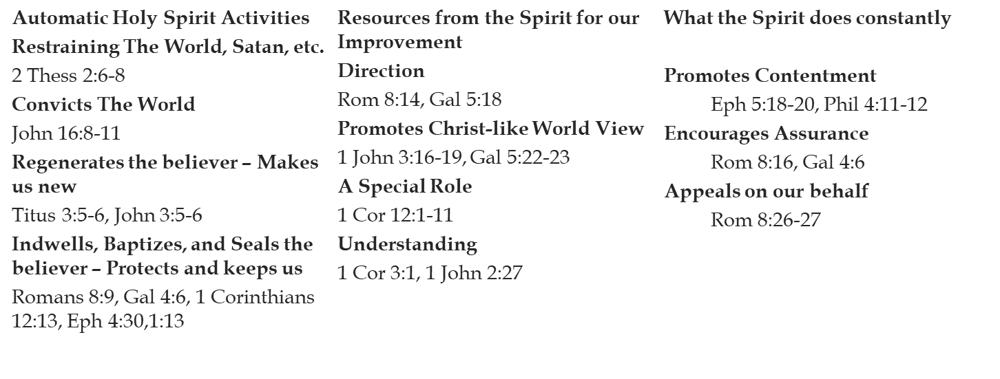 Automatic Holy Spirit Activities
Restraining The World, Satan, etc.
2 Thess 2:6-8
Convicts The World
John 16:8-11
Regenerates the believer – Makes
us new
Titus 3:5-6, John 3:5-6
Indwells, Baptizes, and Seals the
believer – Protects and keeps us
Romans 8:9, Gal 4:6, 1 Corinthians
12:13, Eph 4:30,1:13
Resources from the Spirit for our
Improvement
Direction
Rom 8:14, Gal 5:18
Promotes Christ-like World View
1 John 3:16-19, Gal 5:22-23
A Special Role
1 Cor 12:1-11
Understanding
1 Cor 3:1, 1 John 2:27
What the Spirit does constantly
Promotes Contentment
Eph 5:18-20, Phil 4:11-12
Encourages Assurance
Rom 8:16, Gal 4:6
Appeals on our behalf
Rom 8:26-27